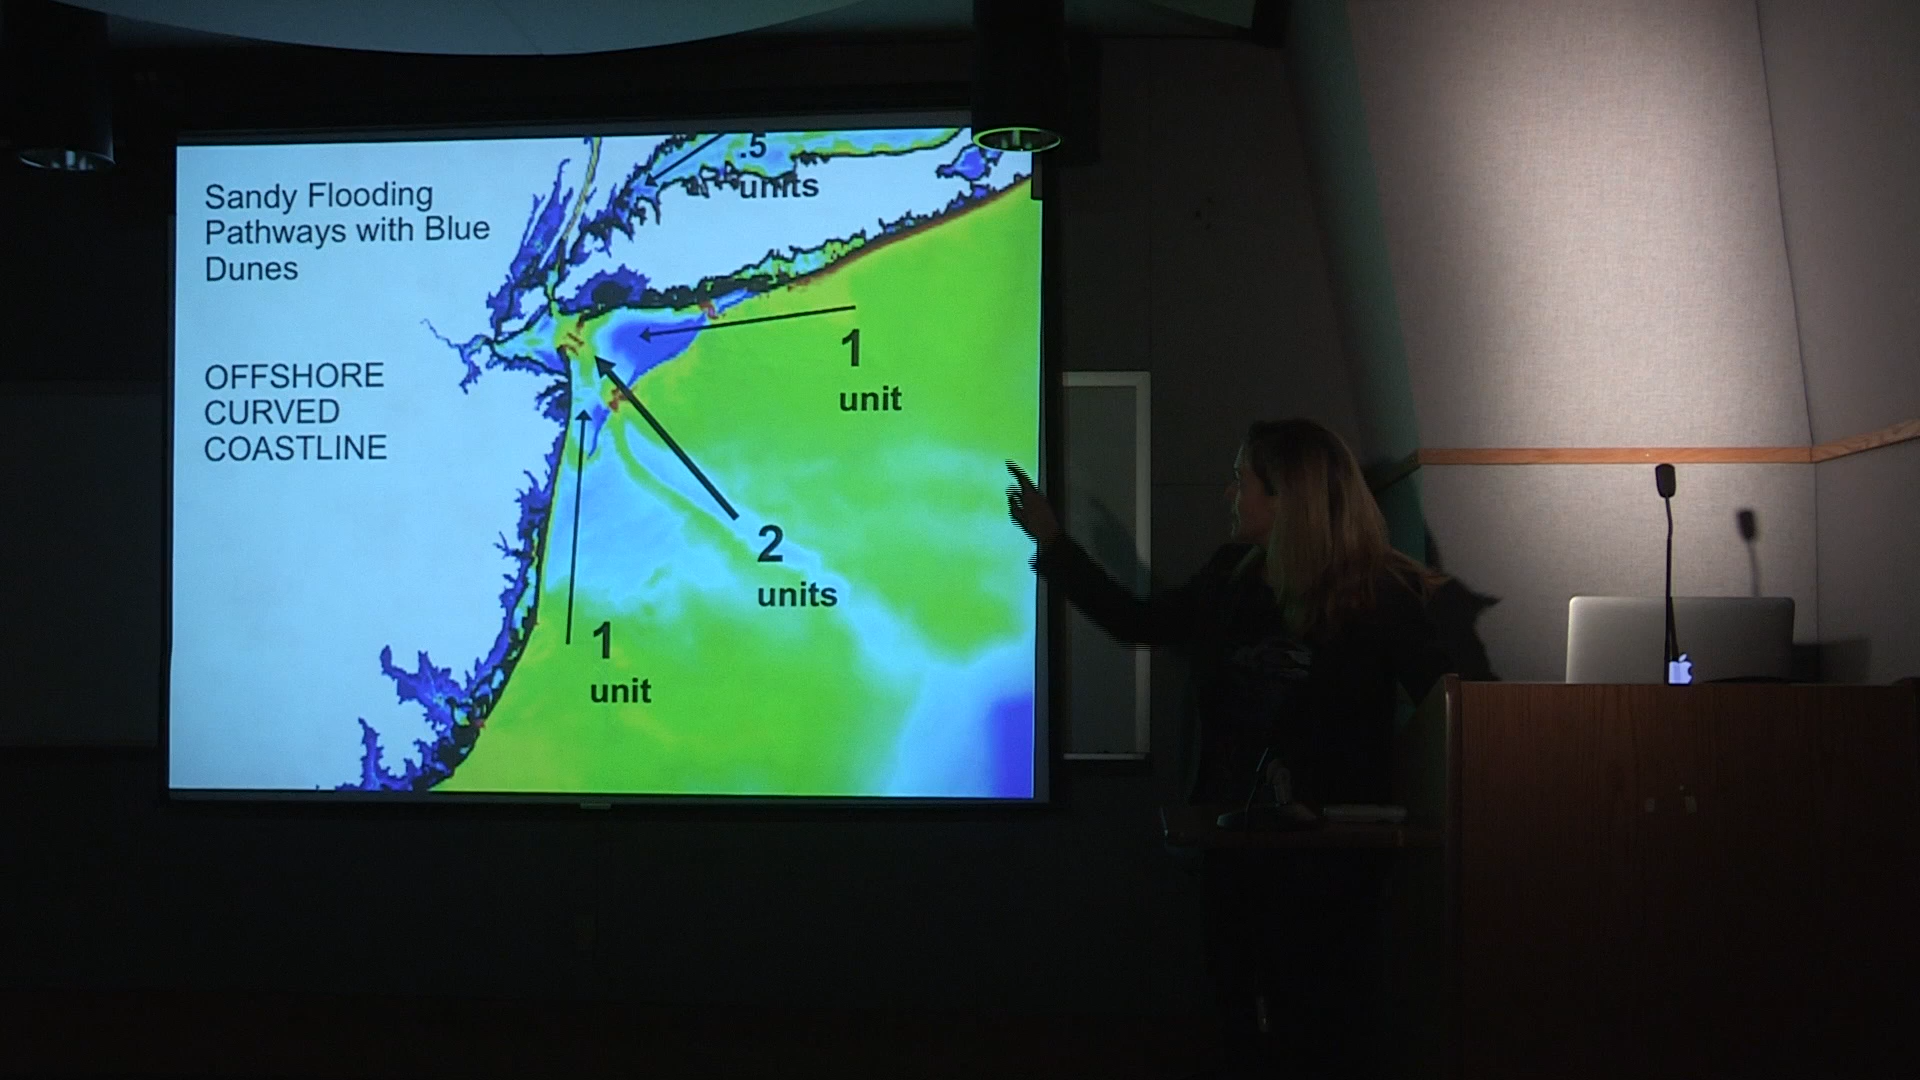 Sandy Flooding
Pathways with Blue
Dunes
OFFSHORE
CURVED
COASTLINE
.5
units
1
unit
2
units
1
unit